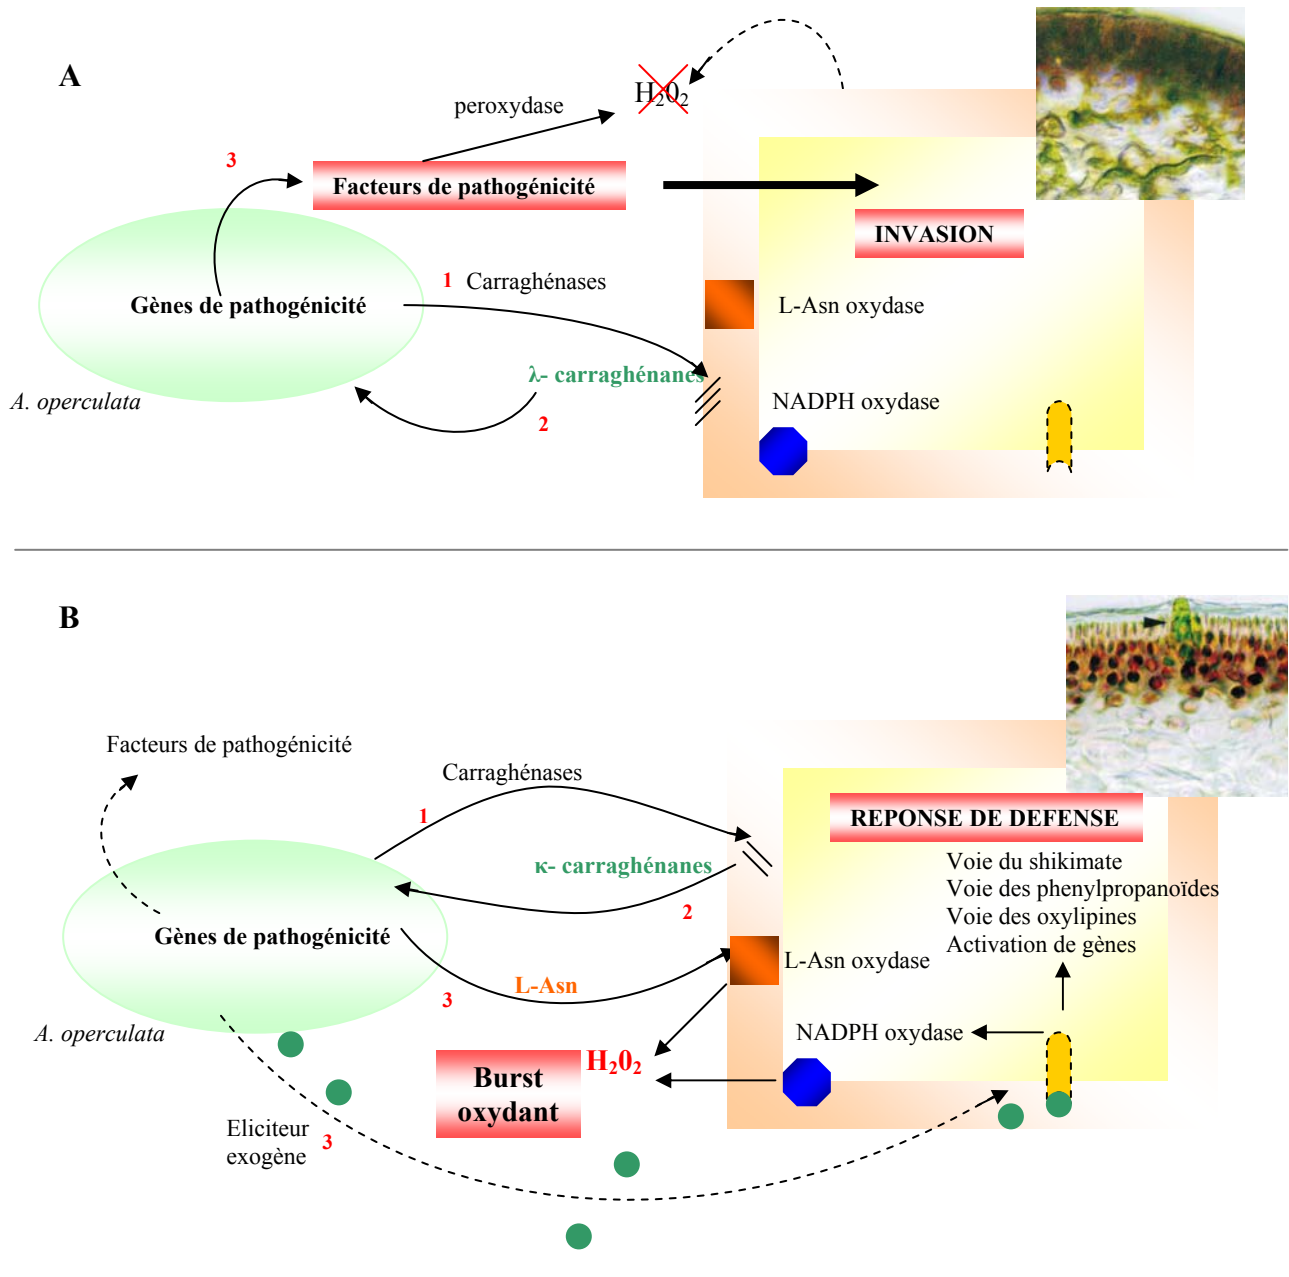 A
H₂0₂
peroxydase
3
Facteurs de pathogénicité
INVASION
1 Carraghénases
Gènes de pathogénicité
L-Asn oxydase
λ- carraghénanes
A. operculata
NADPH oxydase
2
B
Facteurs de pathogénicité
Carraghénases
1
REPONSE DE DEFENSE
Voie du shikimate
Voie des phenylpropanoïdes
Voie des oxylipines
Activation de gènes
κ- carraghénanes
2
Gènes de pathogénicité
L-Asn oxydase
L-Asn
3
A. operculata
NADPH oxydase
H₂0₂
Burst
oxydant
Eliciteur
exogène
3